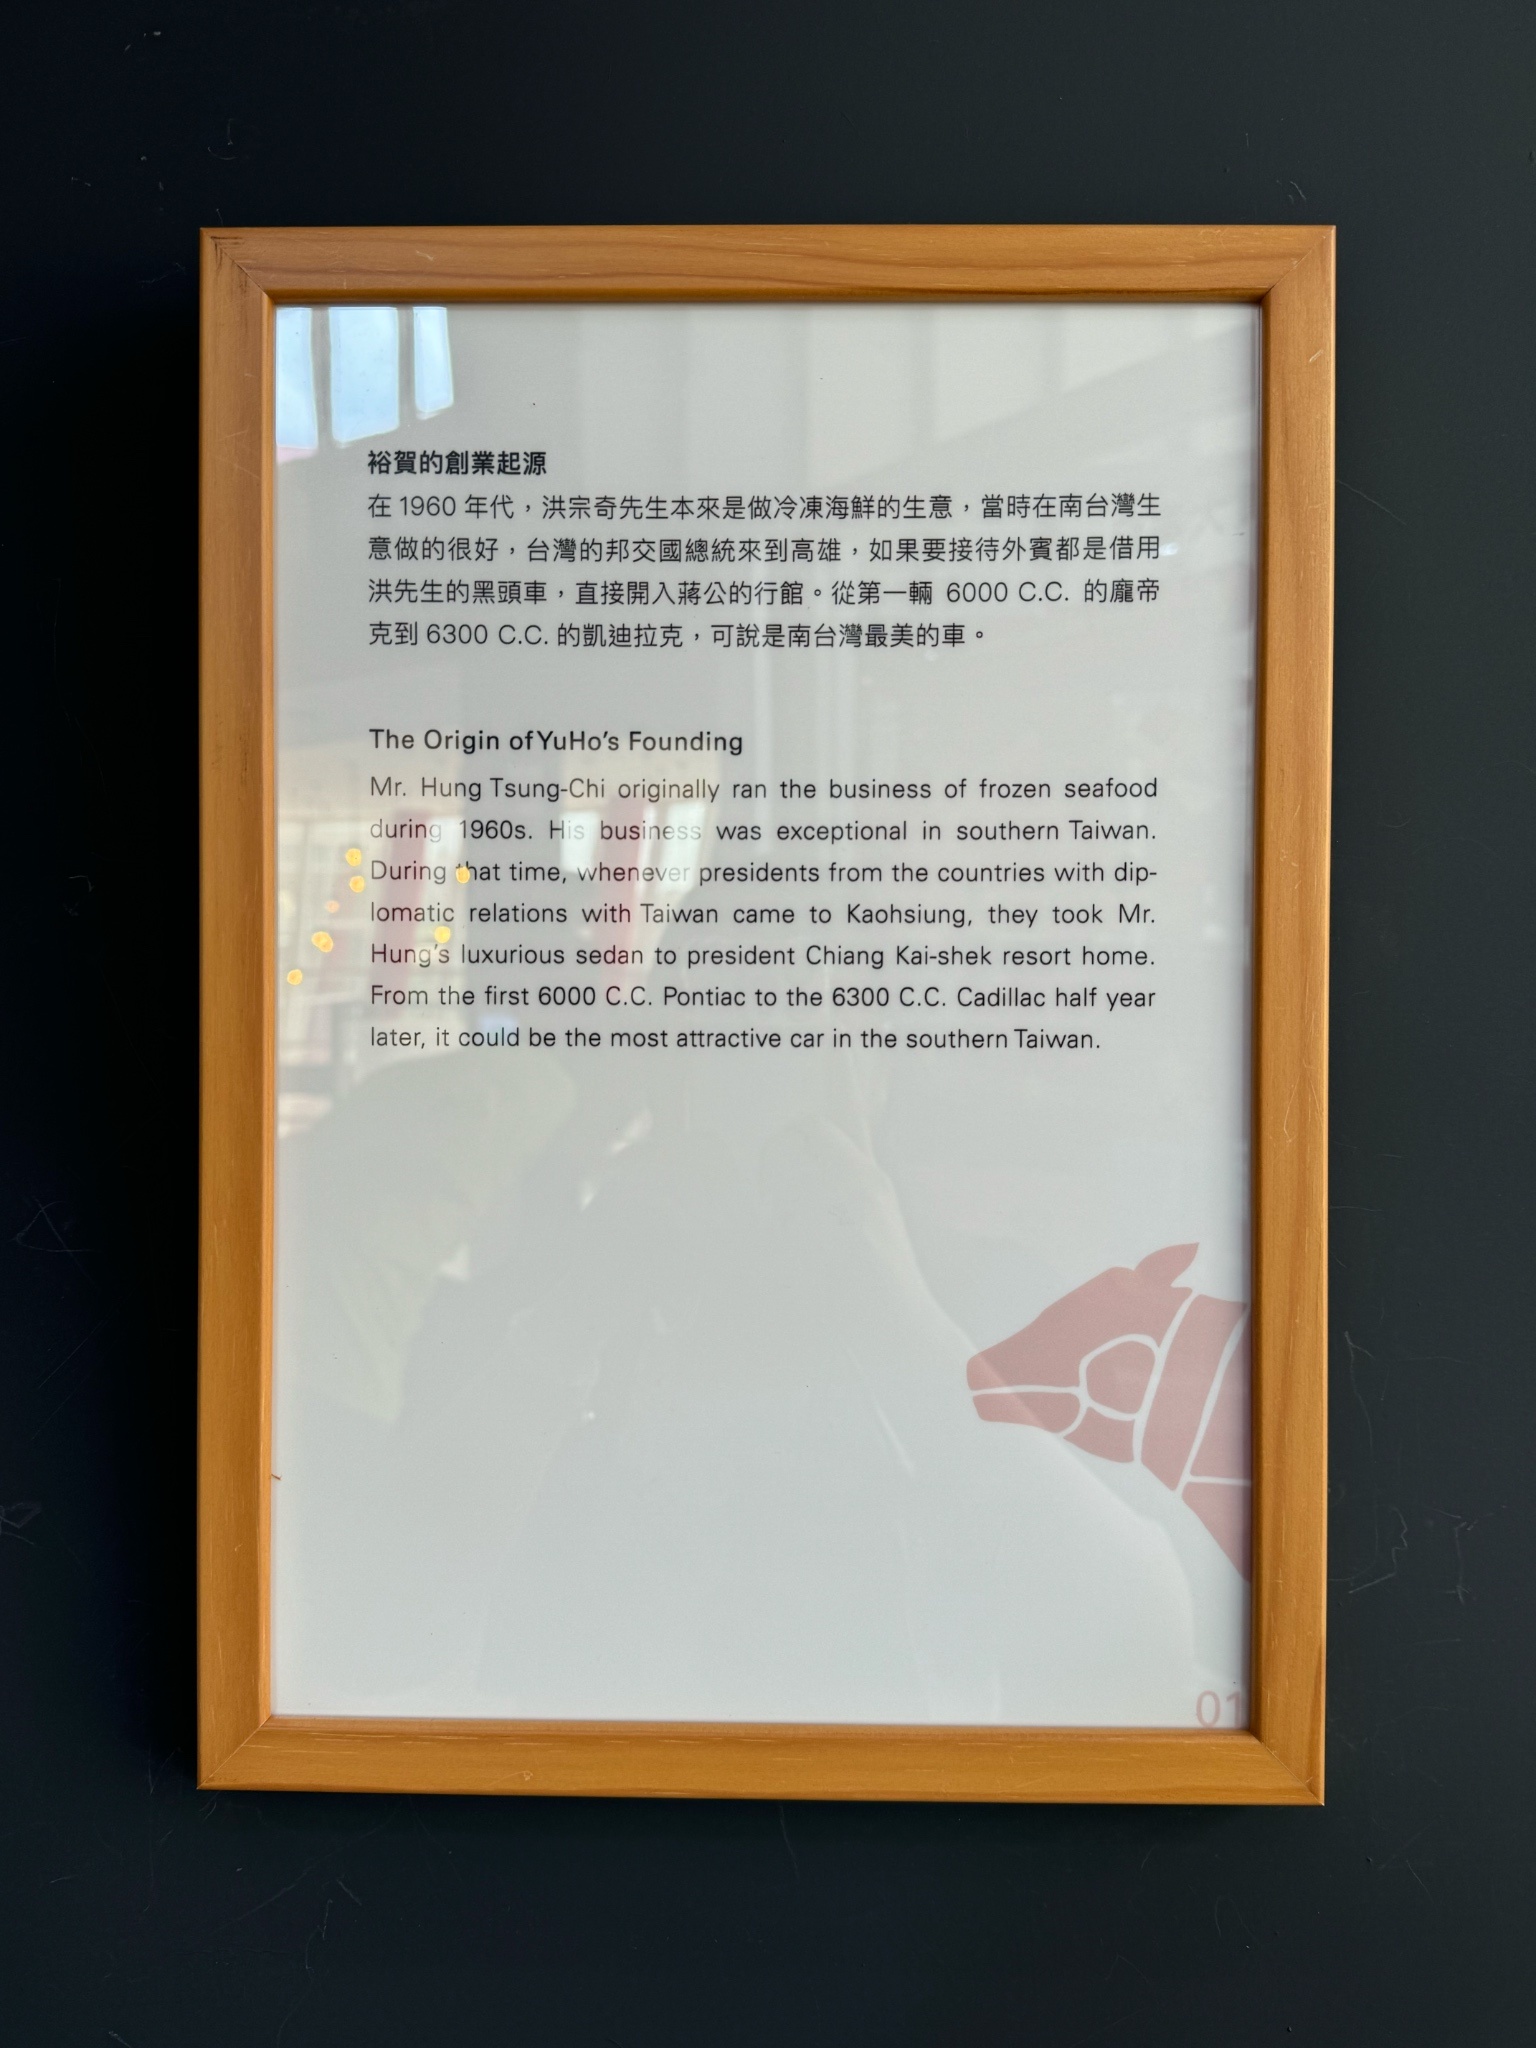 裕賀的創業起源
在 1960 年代，洪宗奇先生本來是做冷凍海鮮的生意，當時在南台灣生
意做的很好，台灣的邦交國總統來到高雄，如果要接待外賓都是借用
洪先生的黑頭車，直接開入蔣公的行館。從第一輛 6000 C.C. 的龐帝
克到 6300 C.C. 的凱迪拉克，可說是南台灣最美的車。
The Origin of YuHo's Founding
Mr. Hung Tsung-Chi originally ran the business of frozen seafood
during 1960s. His business was exceptional in southern Taiwan.
During that time, whenever presidents from the countries with dip-
lomatic relations with Taiwan came to Kaohsiung, they took Mr.
Hung's luxurious sedan to president Chiang Kai-shek resort home.
From the first 6000 C.C. Pontiac to the 6300 C.C. Cadillac half year
later, it could be the most attractive car in the southern Taiwan.
01